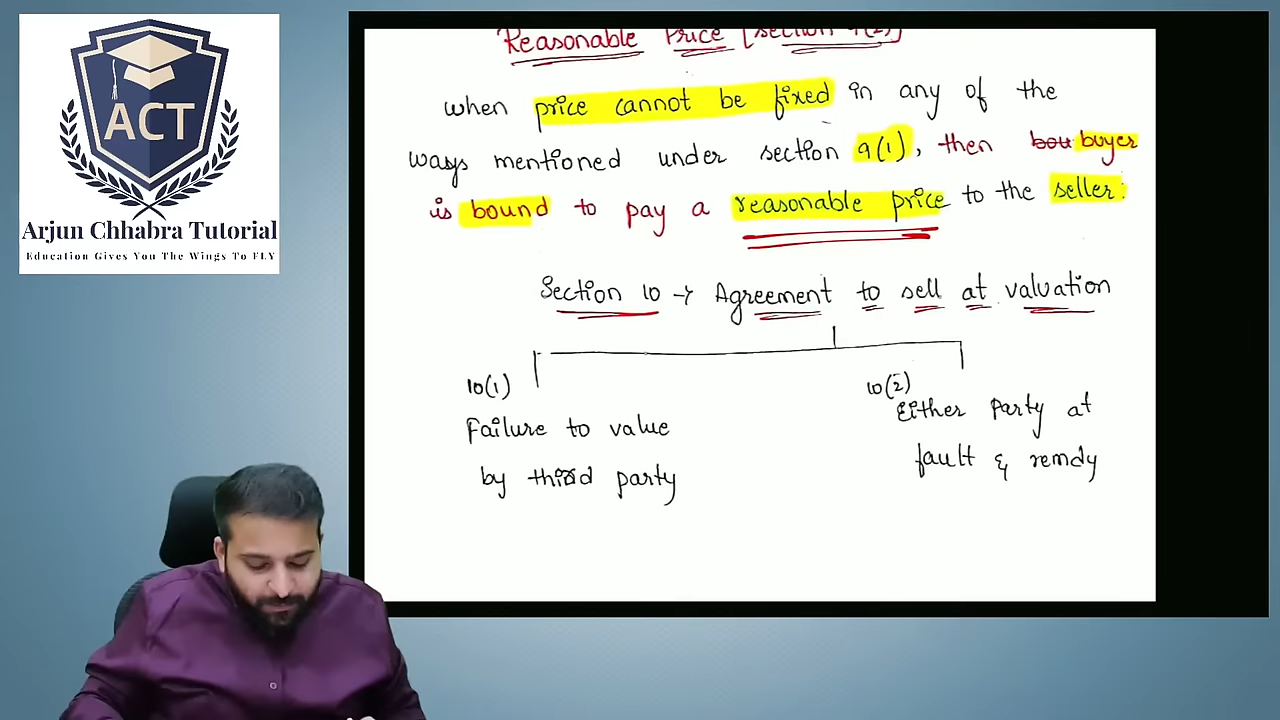 ACT
Arjun Chhabra Tutorial
Education Gives You The Wings To FLY
Reasonable Price [section 9(2)]
when price cannot be fixed in any of the
ways mentioned under section 9(1), then bou buyer
is bound to pay a reasonable price to the seller:
Section 10 → Agreement to sell at valuation
10(1)
Failure to value
by third party
10(2)
Either Party at
fault & remdy